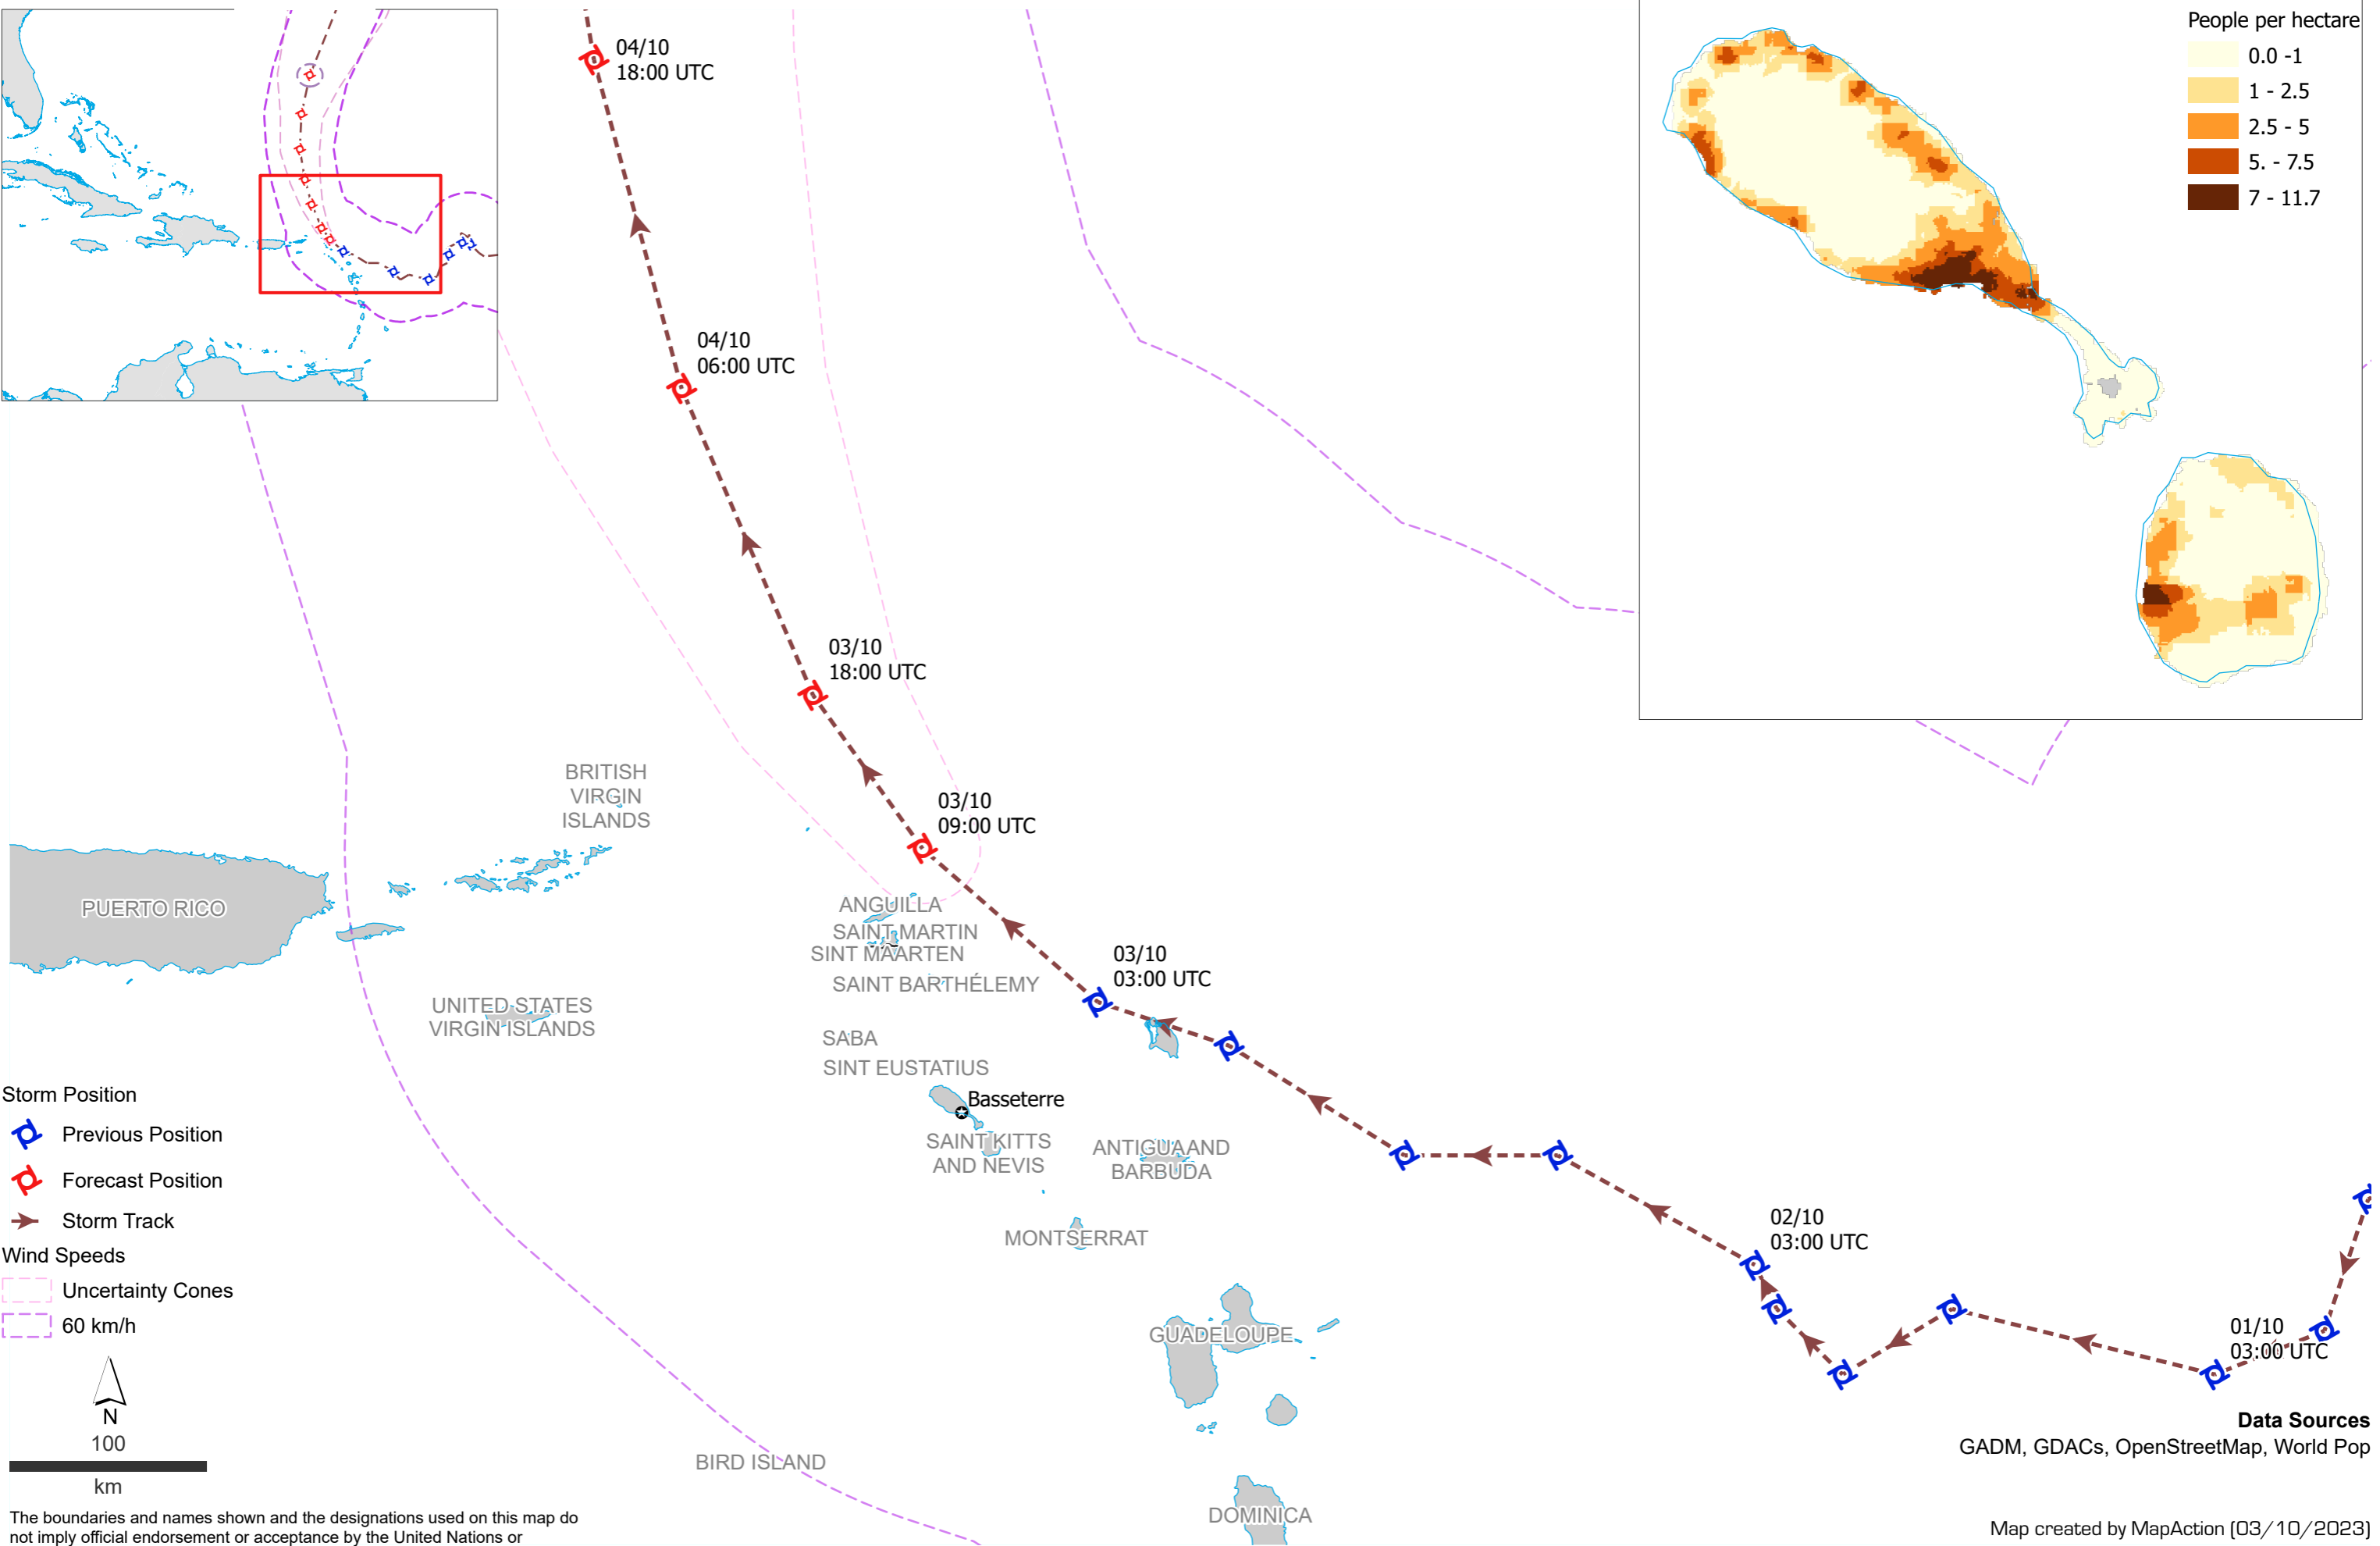 People per hectare
0.0 -1
1 - 2.5
2.5 - 5
5. - 7.5
7 - 11.7
04/10
18:00 UTC
04/10
06:00 UTC
03/10
18:00 UTC
03/10
09:00 UTC
03/10
03:00 UTC
02/10
03:00 UTC
01/10
03:00 UTC
BRITISH
VIRGIN
ISLANDS
PUERTO RICO
UNITED STATES
VIRGIN ISLANDS
ANGUILLA
SAINT MARTIN
SINT MAARTEN
SAINT BARTHÉLEMY
SABA
SINT EUSTATIUS
Basseterre
SAINT KITTS
AND NEVIS
ANTIGUA AND
BARBUDA
MONTSERRAT
GUADELOUPE
BIRD ISLAND
DOMINICA
Storm Position
Previous Position
Forecast Position
Storm Track
Wind Speeds
Uncertainty Cones
60 km/h
N
100
km
The boundaries and names shown and the designations used on this map do
not imply official endorsement or acceptance by the United Nations or
Data Sources
GADM, GDACs, OpenStreetMap, World Pop
Map created by MapAction (03/10/2023)